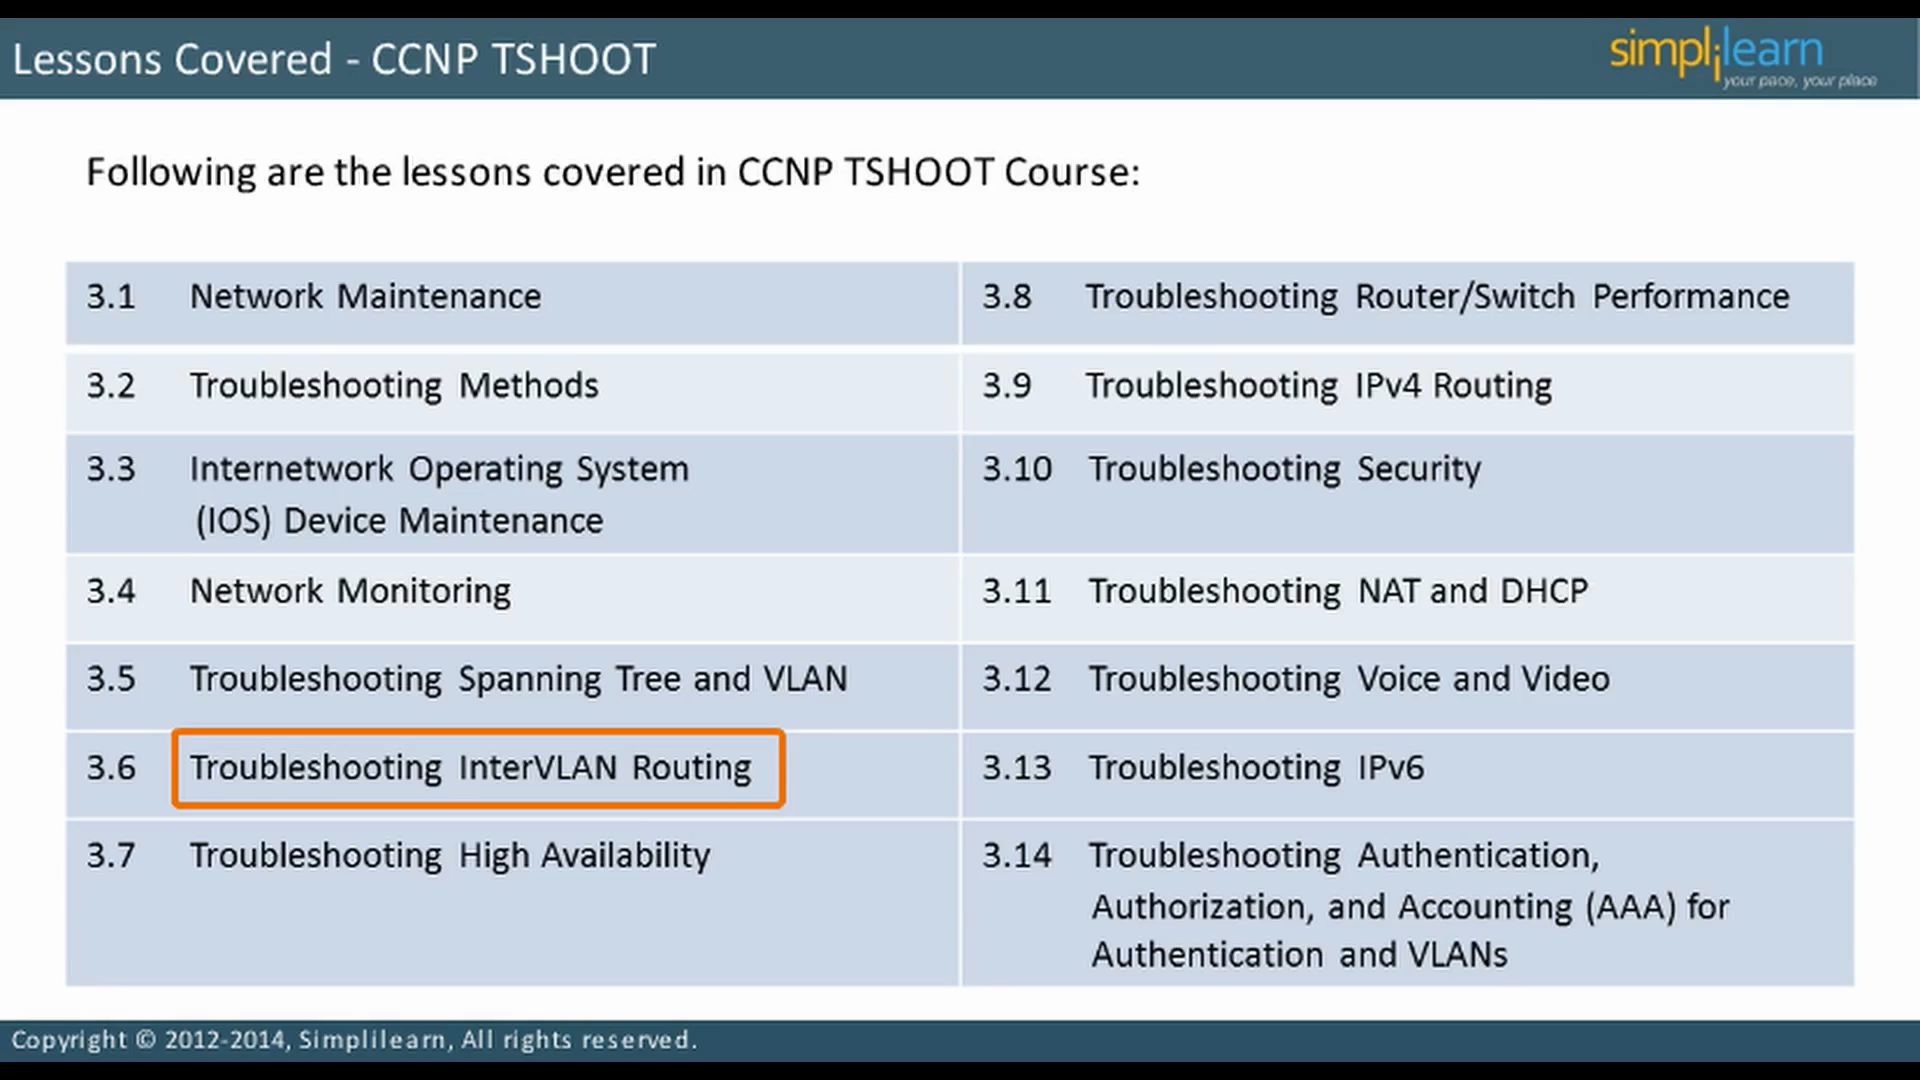 Lessons Covered - CCNP TSHOOT
simplilearn
your pace, your place
Following are the lessons covered in CCNP TSHOOT Course:
3.1 Network Maintenance
3.2 Troubleshooting Methods
3.3 Internetwork Operating System
(IOS) Device Maintenance
3.4 Network Monitoring
3.5 Troubleshooting Spanning Tree and VLAN
3.6 Troubleshooting InterVLAN Routing
3.7 Troubleshooting High Availability
3.8 Troubleshooting Router/Switch Performance
3.9 Troubleshooting IPv4 Routing
3.10 Troubleshooting Security
3.11 Troubleshooting NAT and DHCP
3.12 Troubleshooting Voice and Video
3.13 Troubleshooting IPv6
3.14 Troubleshooting Authentication,
Authorization, and Accounting (AAA) for
Authentication and VLANs
Copyright © 2012-2014, Simplilearn, All rights reserved.